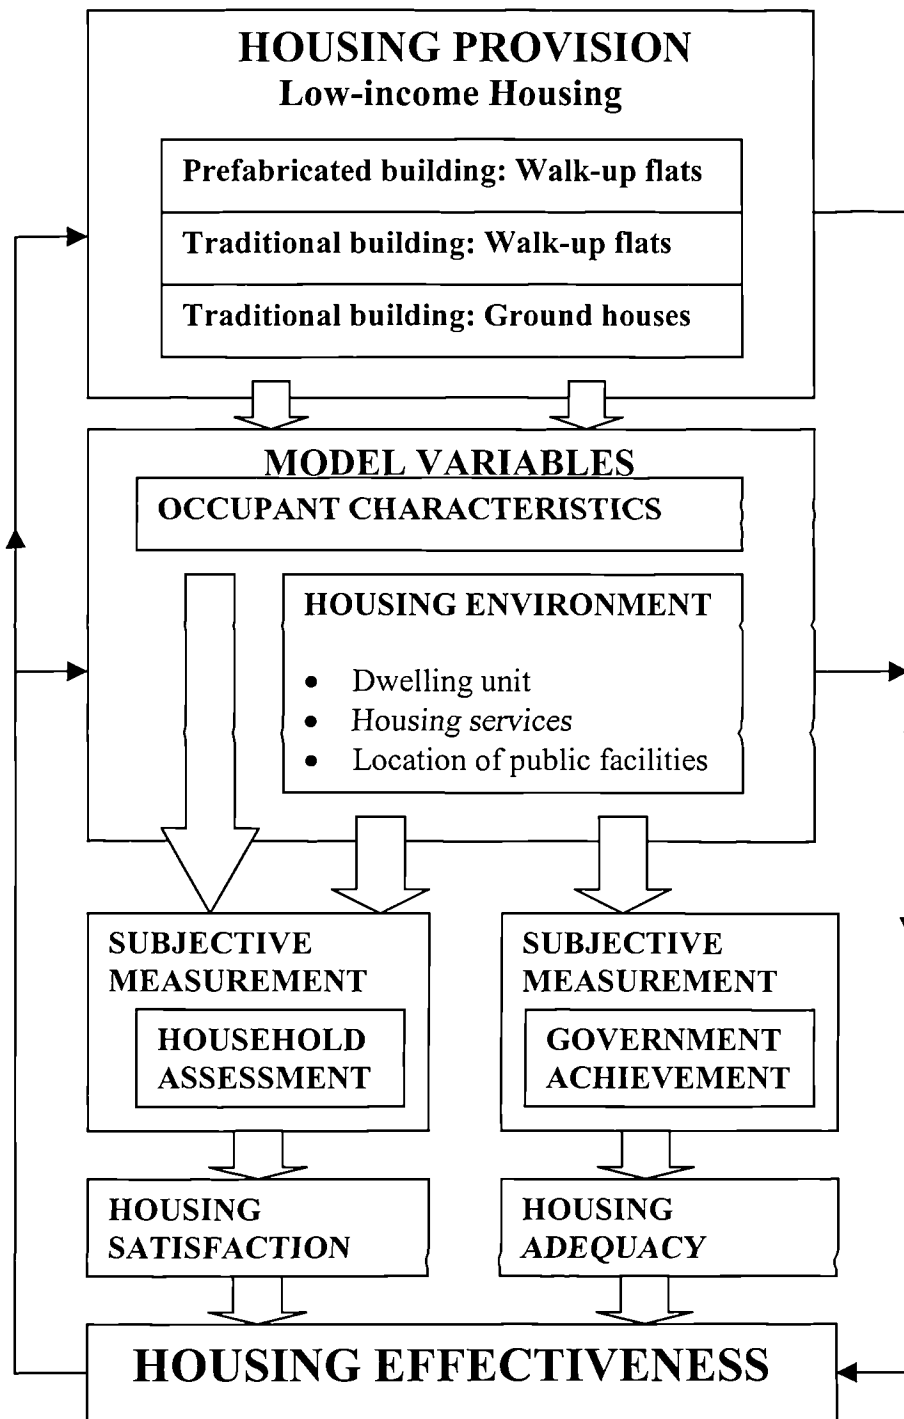 HOUSING PROVISION
Low-income Housing
Prefabricated building: Walk-up flats
Traditional building: Walk-up flats
Traditional building: Ground houses
MODEL VARIABLES
OCCUPANT CHARACTERISTICS
HOUSING ENVIRONMENT
• Dwelling unit
• Housing services
• Location of public facilities
SUBJECTIVE
MEASUREMENT
HOUSEHOLD
ASSESSMENT
SUBJECTIVE
MEASUREMENT
GOVERNMENT
ACHIEVEMENT
HOUSING
SATISFACTION
HOUSING
ADEQUACY
HOUSING EFFECTIVENESS